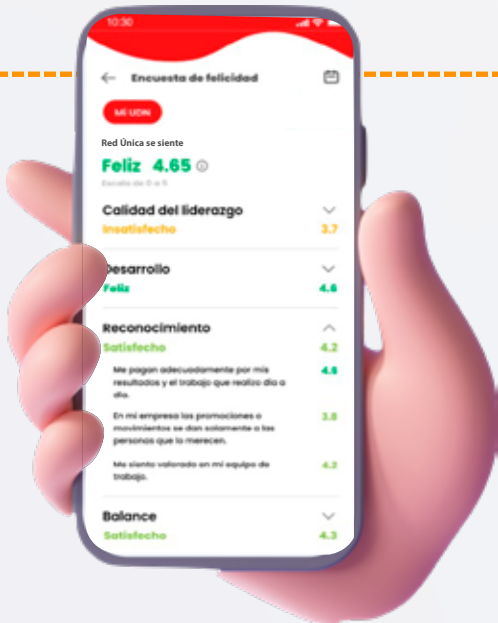 10:30
Encuesta de felicidad
MI UDN
Red Única se siente
Feliz 4.65
Escala de 0 a 5
Calidad del liderazgo
Insatisfecho 3.7
Desarrollo
Feliz 4.6
Reconocimiento
Satisfecho 4.2
Me pagan adecuadamente por mis 4.6
resultados y el trabajo que realizo día a
día.
En mi empresa las promociones o 3.8
movimientos se dan solamente a las
personas que lo merecen.
Me siento valorado en mi equipo de 4.2
trabajo.
Balance
Satisfecho 4.3